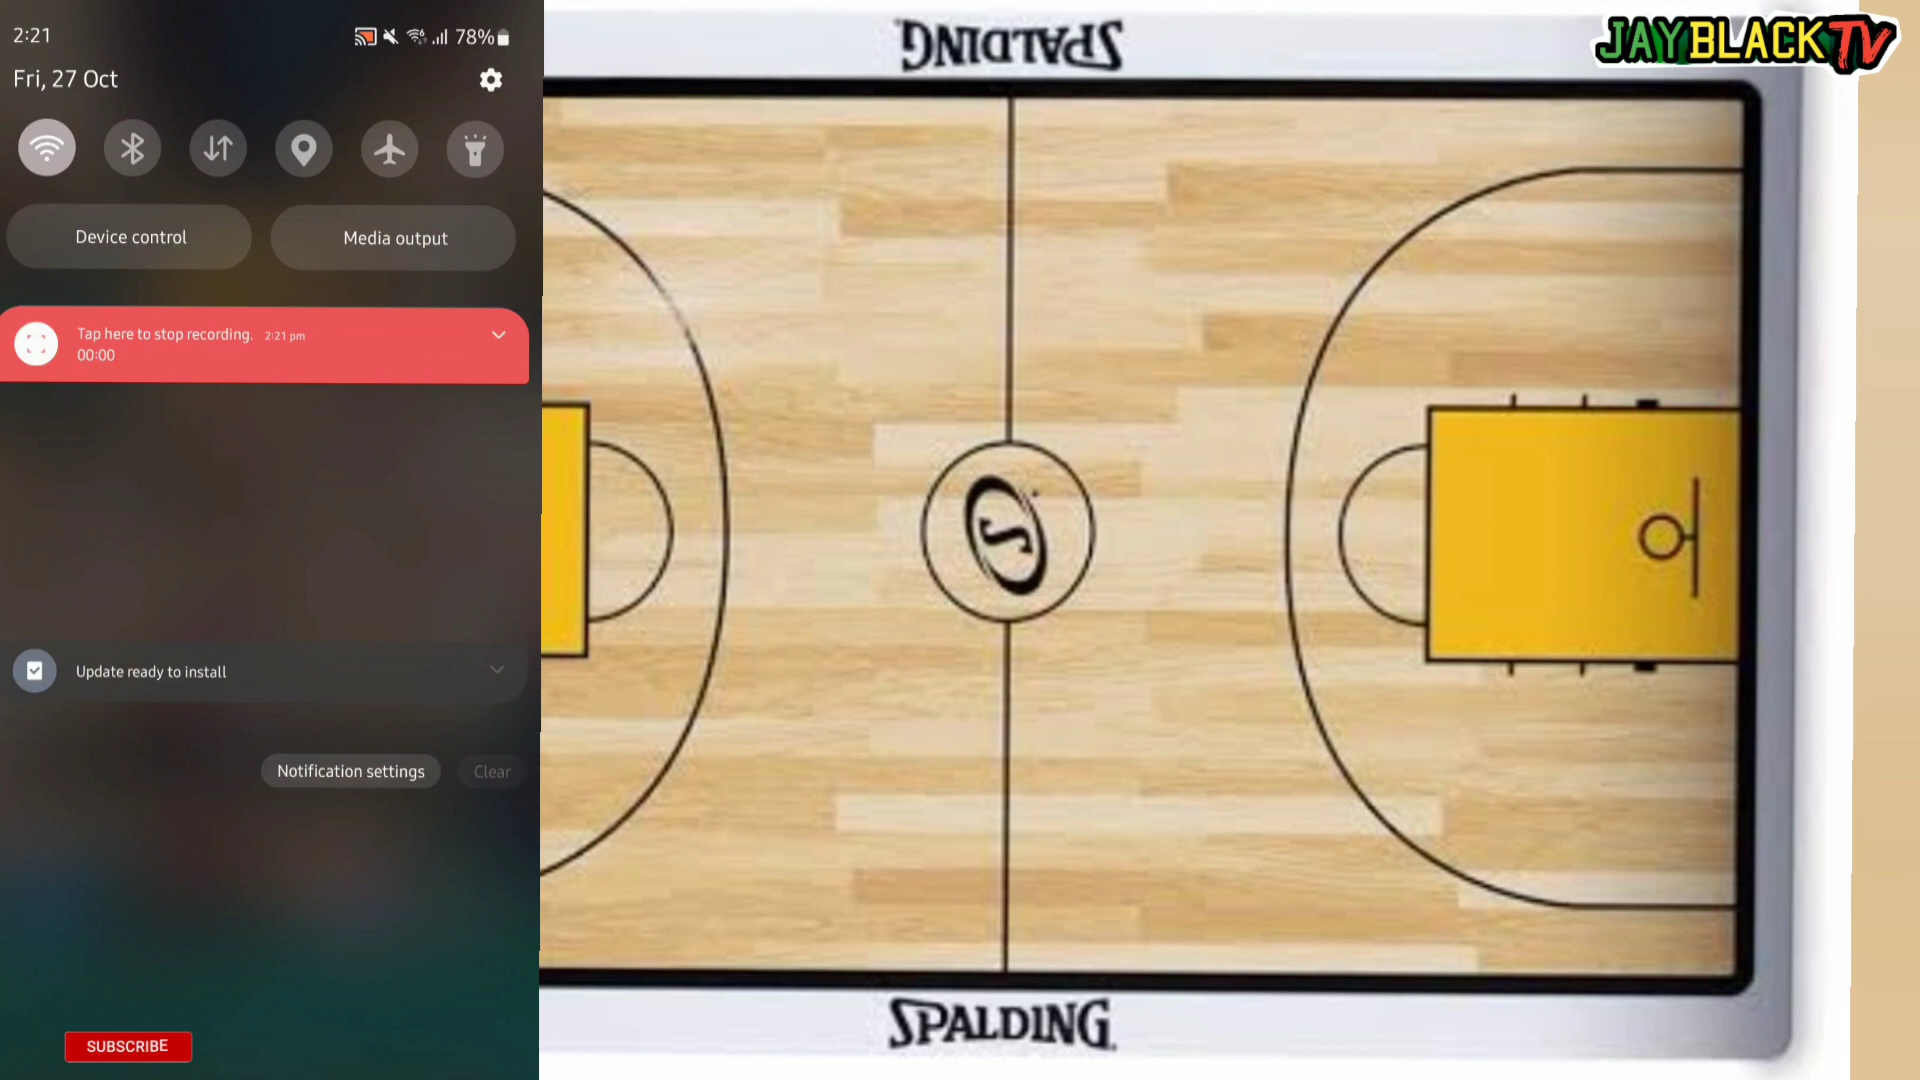 2:21
78%
Fri, 27 Oct
Device control
Media output
Tap here to stop recording. 2:21 pm
00:00
Update ready to install
Notification settings
Clear
SUBSCRIBE
SPALDING
JAYBLACKTV
S
SPALDING